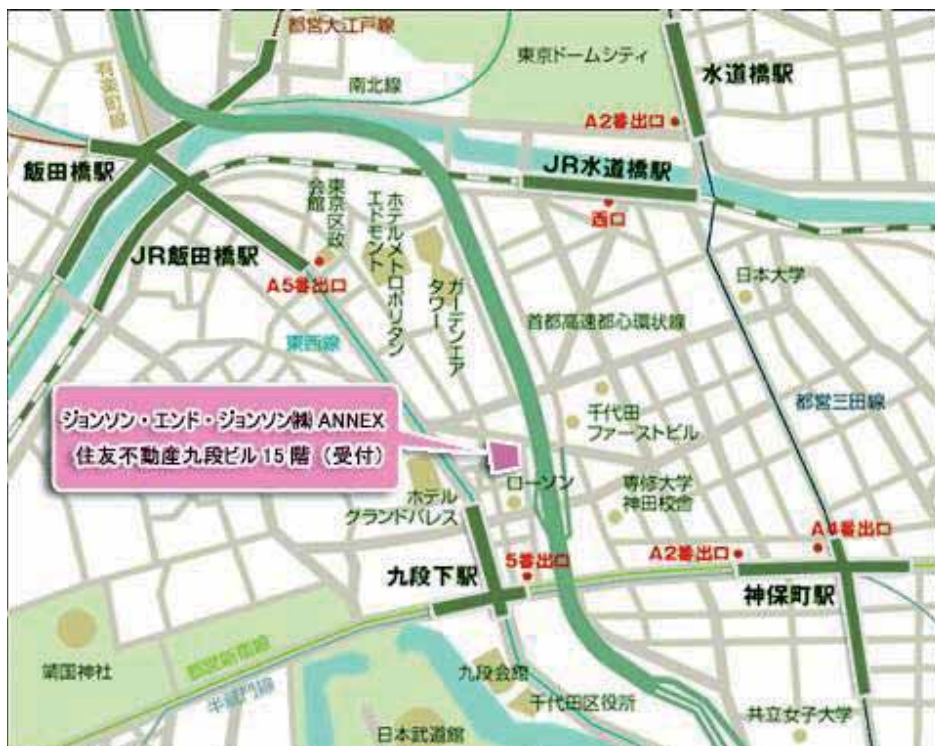 都営大江戸線
東京ドームシティ
水道橋駅
有楽町線
南北線
A2番出口
飯田橋駅
JR水道橋駅
東京区政
会館
ホテルメトロポリタン
エドモント
西口
JR飯田橋駅
A5番出口
ガーデンエア
タワー
日本大学
首都高速都心環状線
東西線
ジョンソン・エンド・ジョンソン㈱ ANNEX
住友不動産九段ビル 15階（受付）
千代田
ファーストビル
都営三田線
ローソン
専修大学
神田校舎
ホテル
グランドパレス
A4番出口
A2番出口
5番出口
九段下駅
神保町駅
靖国神社
都営新宿線
半蔵門線
九段会館
千代田区役所
日本武道館
共立女子大学